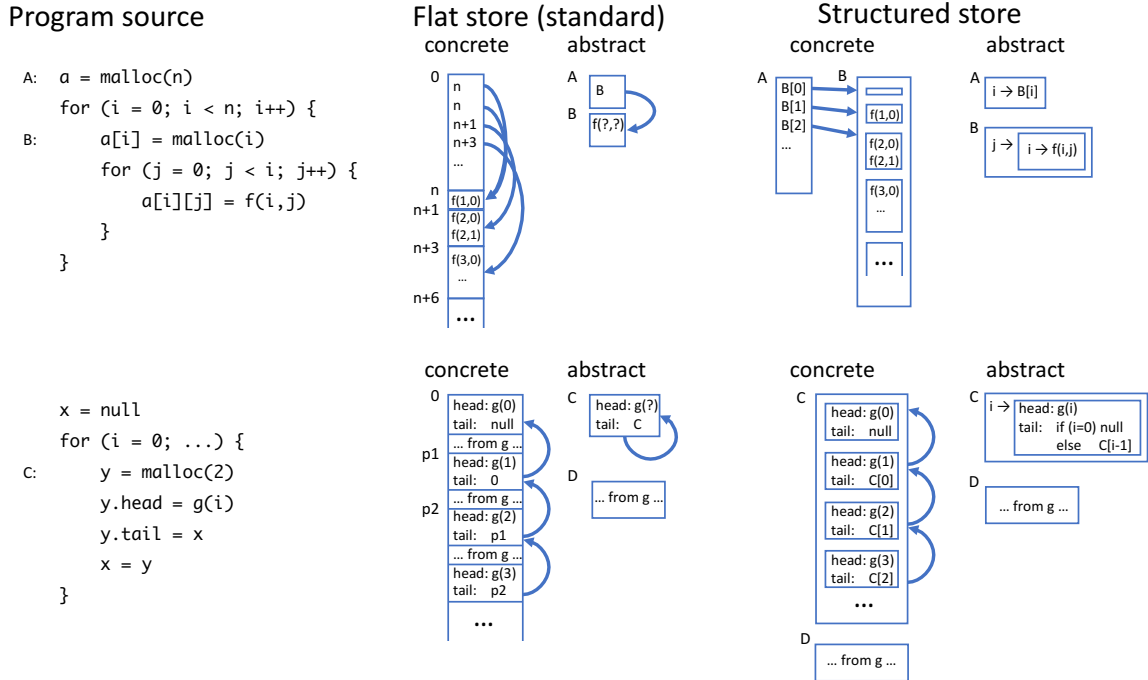 Program source
A: a = malloc(n)
for (i = 0; i < n; i++) {
B: a[i] = malloc(i)
for (j = 0; j < i; j++) {
a[i][j] = f(i,j)
}
}
x = null
for (i = 0; ...) {
C: y = malloc(2)
y.head = g(i)
y.tail = x
x = y
}
Flat store (standard)
concrete
0
n
n
n+1
n+3
...
n
f(1,0)
n+1
f(2,0)
f(2,1)
n+3
f(3,0)
...
n+6
...
abstract
A
B
B
f(?,?)
concrete
0
head: g(0)
tail: null
... from g ...
p1
head: g(1)
tail: 0
... from g ...
p2
head: g(2)
tail: p1
... from g ...
head: g(3)
tail: p2
...
abstract
C
head: g(?)
tail: C
D
... from g ...
Structured store
concrete
A
B[0]
B[1]
B[2]
...
B
f(1,0)
f(2,0)
f(2,1)
f(3,0)
...
...
abstract
A
i → B[i]
B
j → i → f(i,j)
concrete
C
head: g(0)
tail: null
head: g(1)
tail: C[0]
head: g(2)
tail: C[1]
head: g(3)
tail: C[2]
...
D
... from g ...
abstract
C
i → head: g(i)
tail: if (i=0) null
else C[i-1]
D
... from g ...